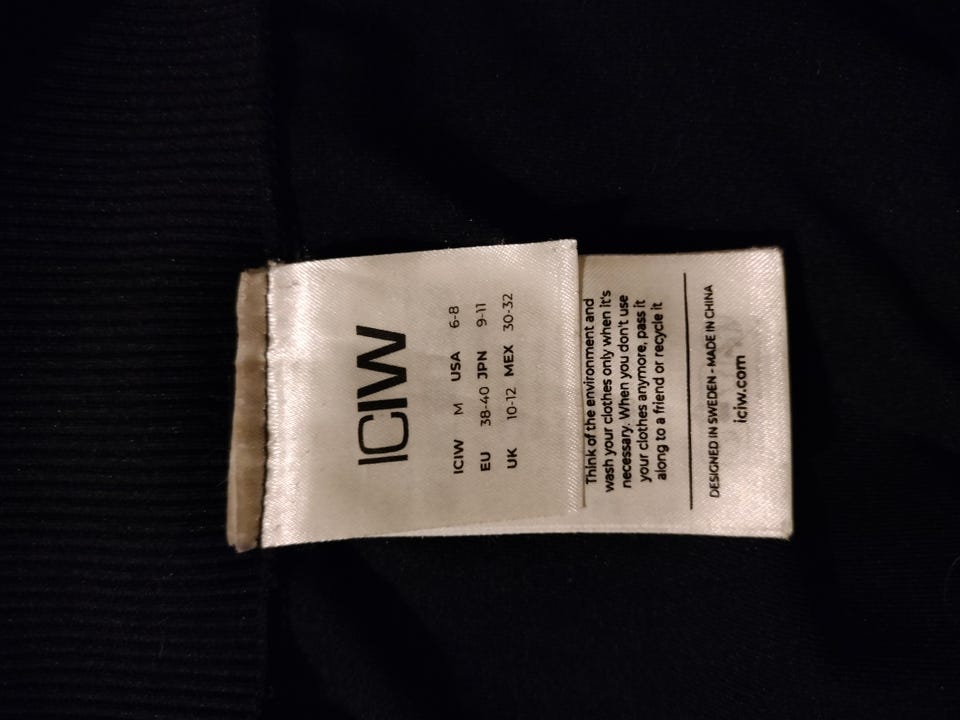 ICIW
ICIW M USA 6-8
EU 38-40 JPN 9-11
UK 10-12 MEX 30-32
Think of the environment and
wash your clothes only when it's
necessary. When you don't use
your clothes anymore, pass it
along to a friend or recycle it
DESIGNED IN SWEDEN - MADE IN CHINA
iciw.com